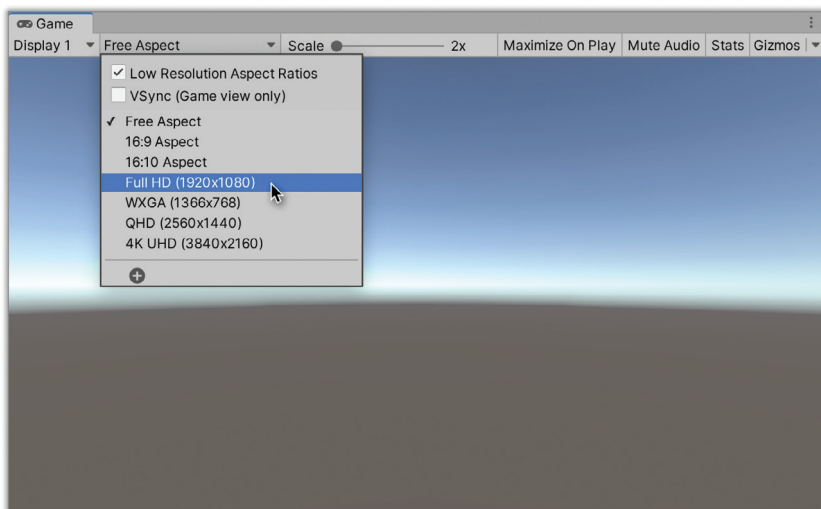 Game
Display 1 Free Aspect Scale 2x Maximize On Play Mute Audio Stats Gizmos
Low Resolution Aspect Ratios
VSync (Game view only)
Free Aspect
16:9 Aspect
16:10 Aspect
Full HD (1920x1080)
WXGA (1366x768)
QHD (2560x1440)
4K UHD (3840x2160)